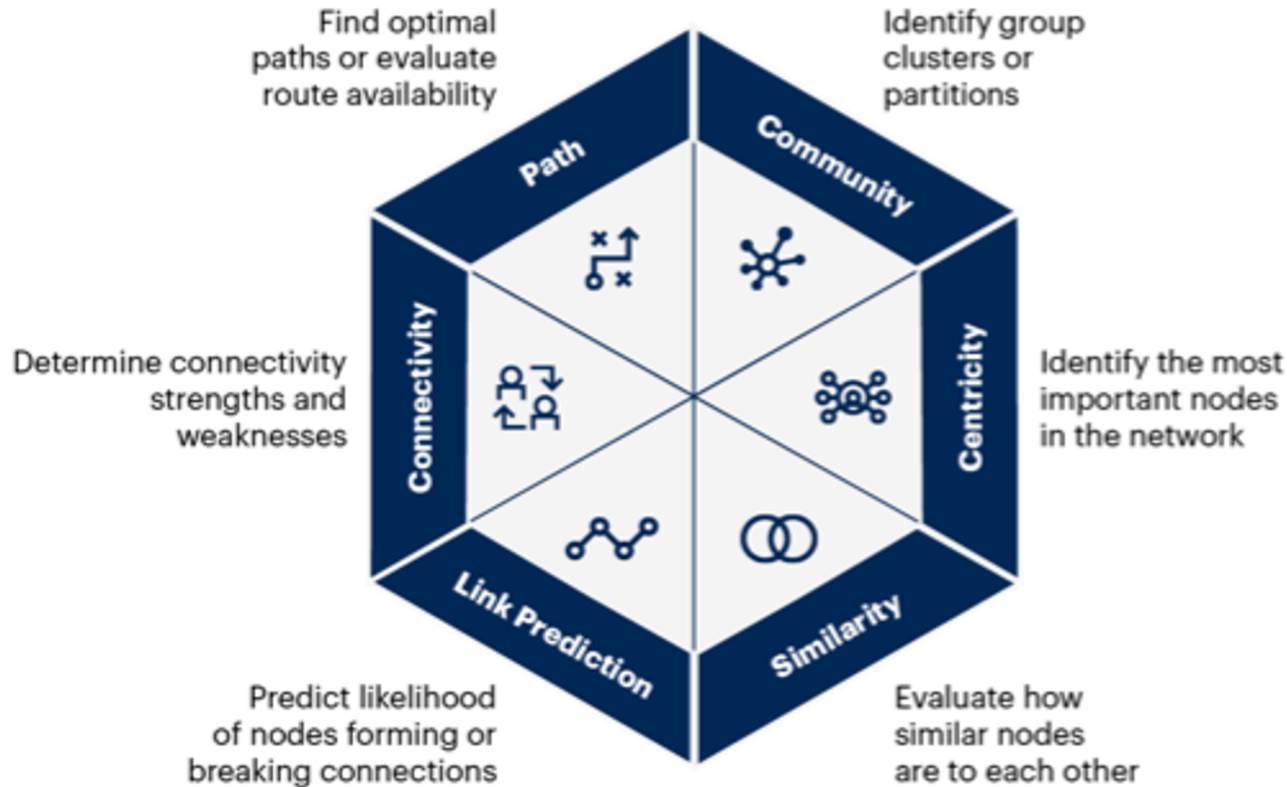 Find optimal
paths or evaluate
route availability
Path
Identify group
clusters or
partitions
Community
Identify the most
important nodes
in the network
Centricity
Evaluate how
similar nodes
are to each other
Similarity
Predict likelihood
of nodes forming or
breaking connections
Link Prediction
Determine connectivity
strengths and
weaknesses
Connectivity